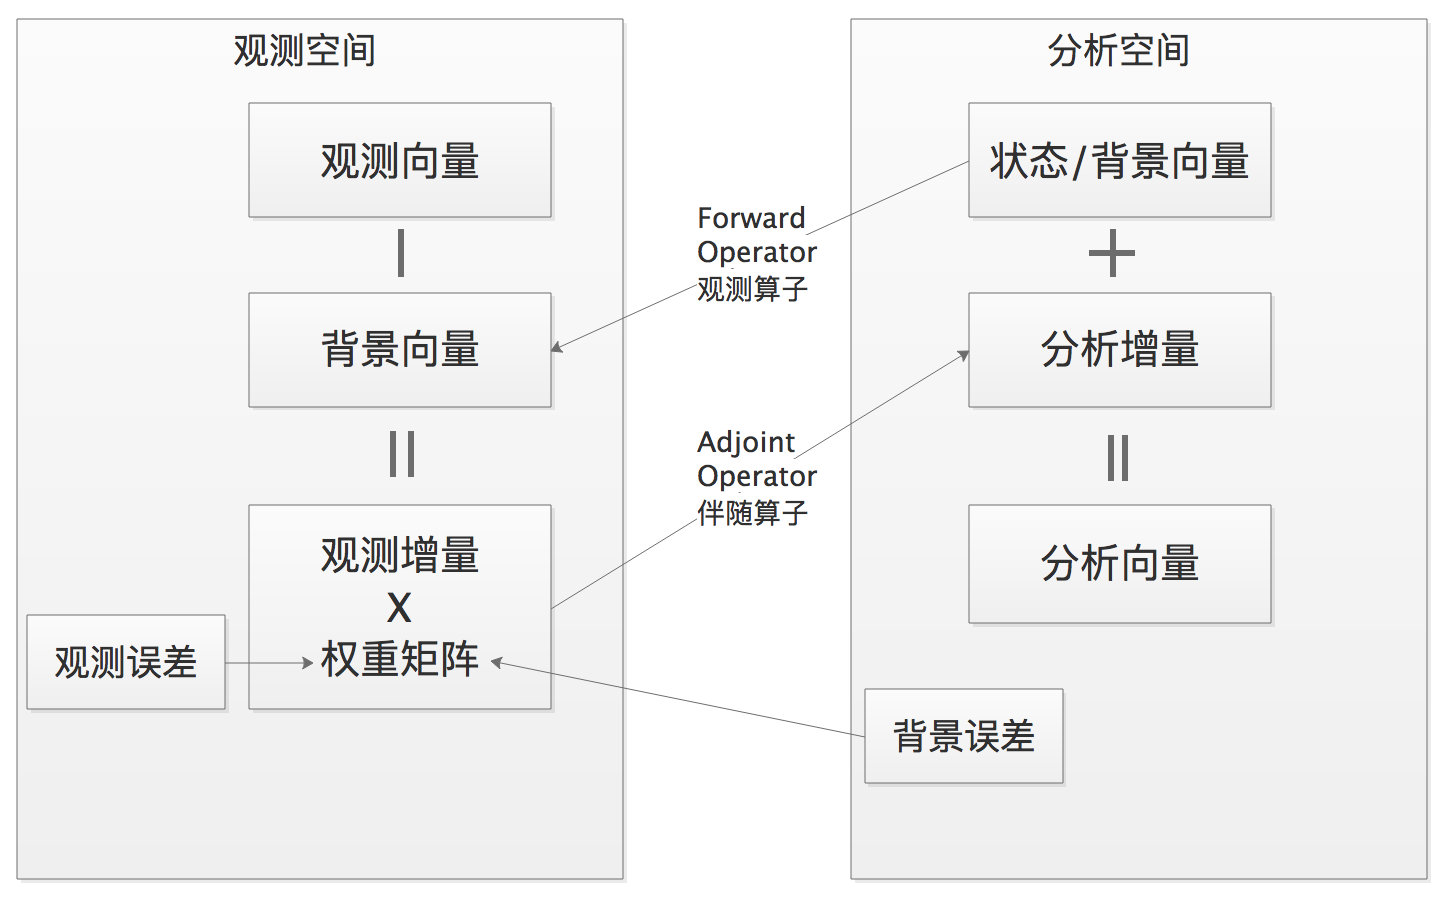 观测空间
观测向量
背景向量
观测增量
X
权重矩阵
观测误差
Forward
Operator
观测算子
Adjoint
Operator
伴随算子
分析空间
状态/背景向量
+
分析增量
分析向量
背景误差